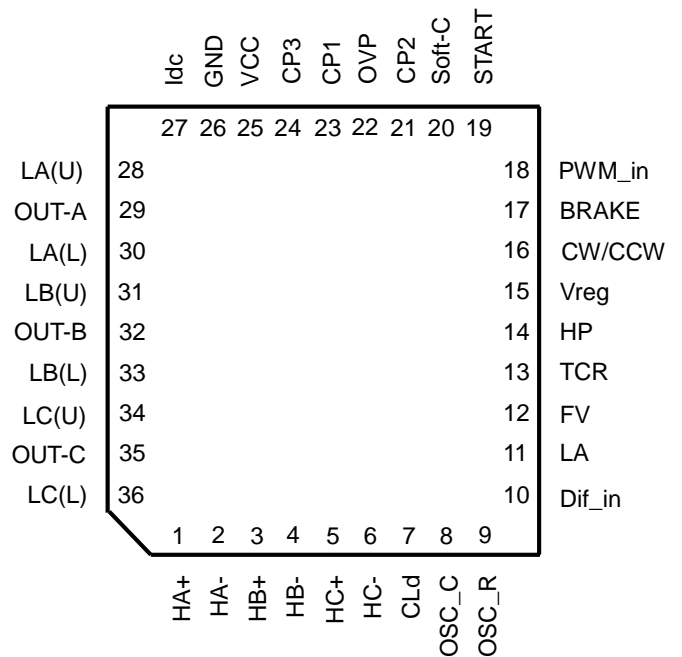 Idc GND VCC CP3 CP1 OVP CP2 Soft-C START
27 26 25 24 23 22 21 20 19
LA(U) 28 18 PWM_in
OUT-A 29 17 BRAKE
LA(L) 30 16 CW/CCW
LB(U) 31 15 Vreg
OUT-B 32 14 HP
LB(L) 33 13 TCR
LC(U) 34 12 FV
OUT-C 35 11 LA
LC(L) 36 10 Dif_in
1 2 3 4 5 6 7 8 9
HA+ HA- HB+ HB- HC+ HC- CLd OSC_C OSC_R